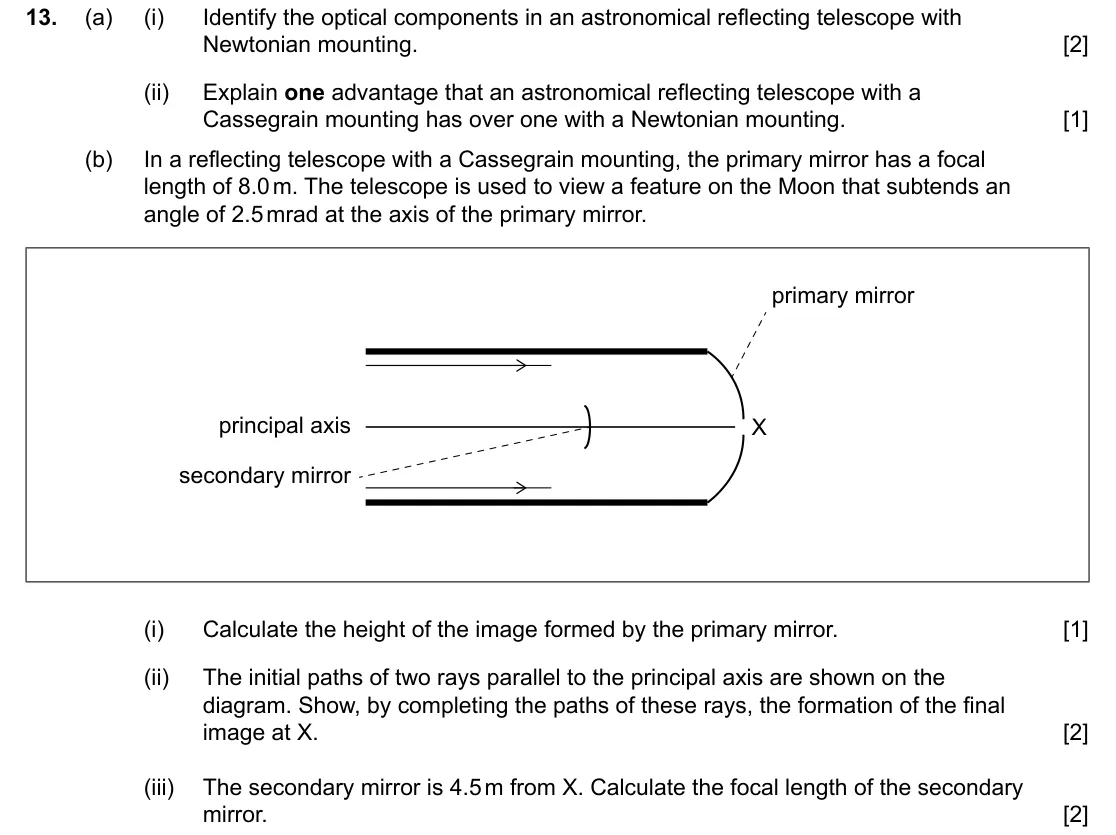 13. (a) (i) Identify the optical components in an astronomical reflecting telescope with
Newtonian mounting. [2]
(ii) Explain one advantage that an astronomical reflecting telescope with a
Cassegrain mounting has over one with a Newtonian mounting. [1]
(b) In a reflecting telescope with a Cassegrain mounting, the primary mirror has a focal
length of 8.0 m. The telescope is used to view a feature on the Moon that subtends an
angle of 2.5 mrad at the axis of the primary mirror.
primary mirror
principal axis
X
secondary mirror
(i) Calculate the height of the image formed by the primary mirror. [1]
(ii) The initial paths of two rays parallel to the principal axis are shown on the
diagram. Show, by completing the paths of these rays, the formation of the final
image at X. [2]
(iii) The secondary mirror is 4.5 m from X. Calculate the focal length of the secondary
mirror. [2]